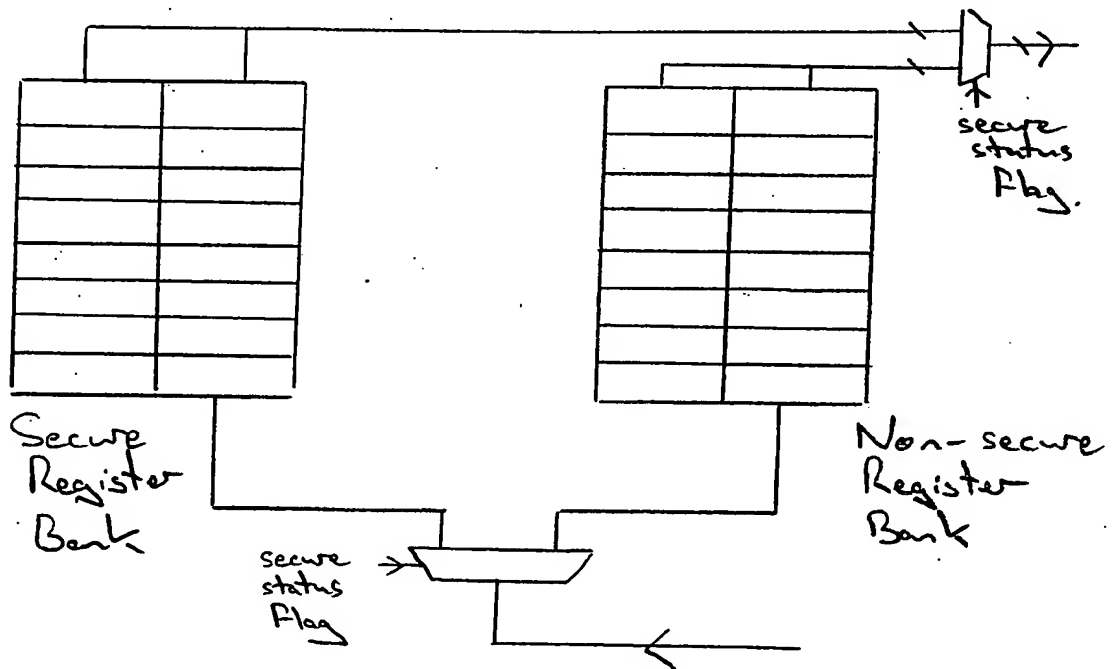 secure
status
Flag.
Secure
Register
Bank
Non-secure
Register
Bank
secure
status
Flag